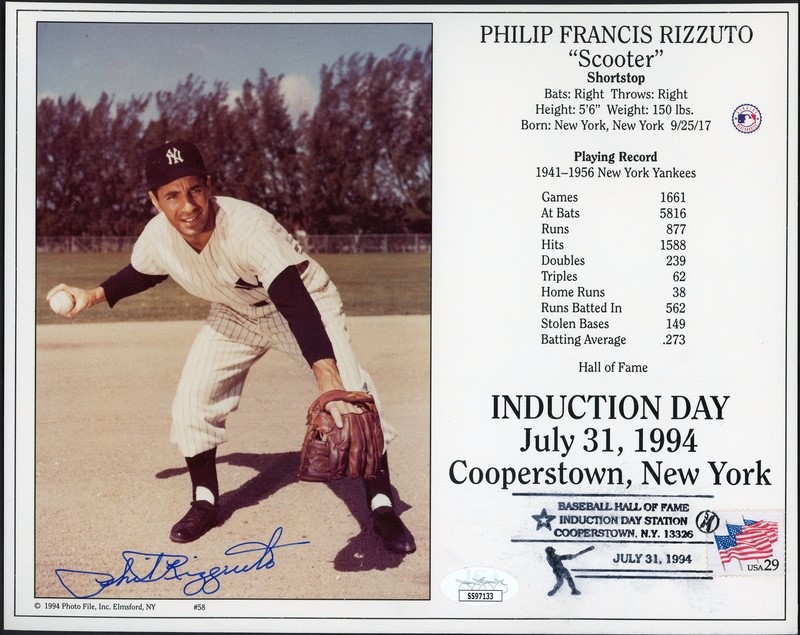 PHILIP FRANCIS RIZZUTO
“Scooter”
Shortstop
Bats: Right Throws: Right
Height: 5'6" Weight: 150 lbs.
Born: New York, New York 9/25/17
Playing Record
1941–1956 New York Yankees
Games 1661
At Bats 5816
Runs 877
Hits 1588
Doubles 239
Triples 62
Home Runs 38
Runs Batted In 562
Stolen Bases 149
Batting Average .273
Hall of Fame
INDUCTION DAY
July 31, 1994
Cooperstown, New York
BASEBALL HALL OF FAME
INDUCTION DAY STATION
COOPERSTOWN, N.Y. 13326
JULY 31, 1994
USA 29
SS97133
NY
Phil Rizzuto
© 1994 Photo File, Inc. Elmsford, NY #58